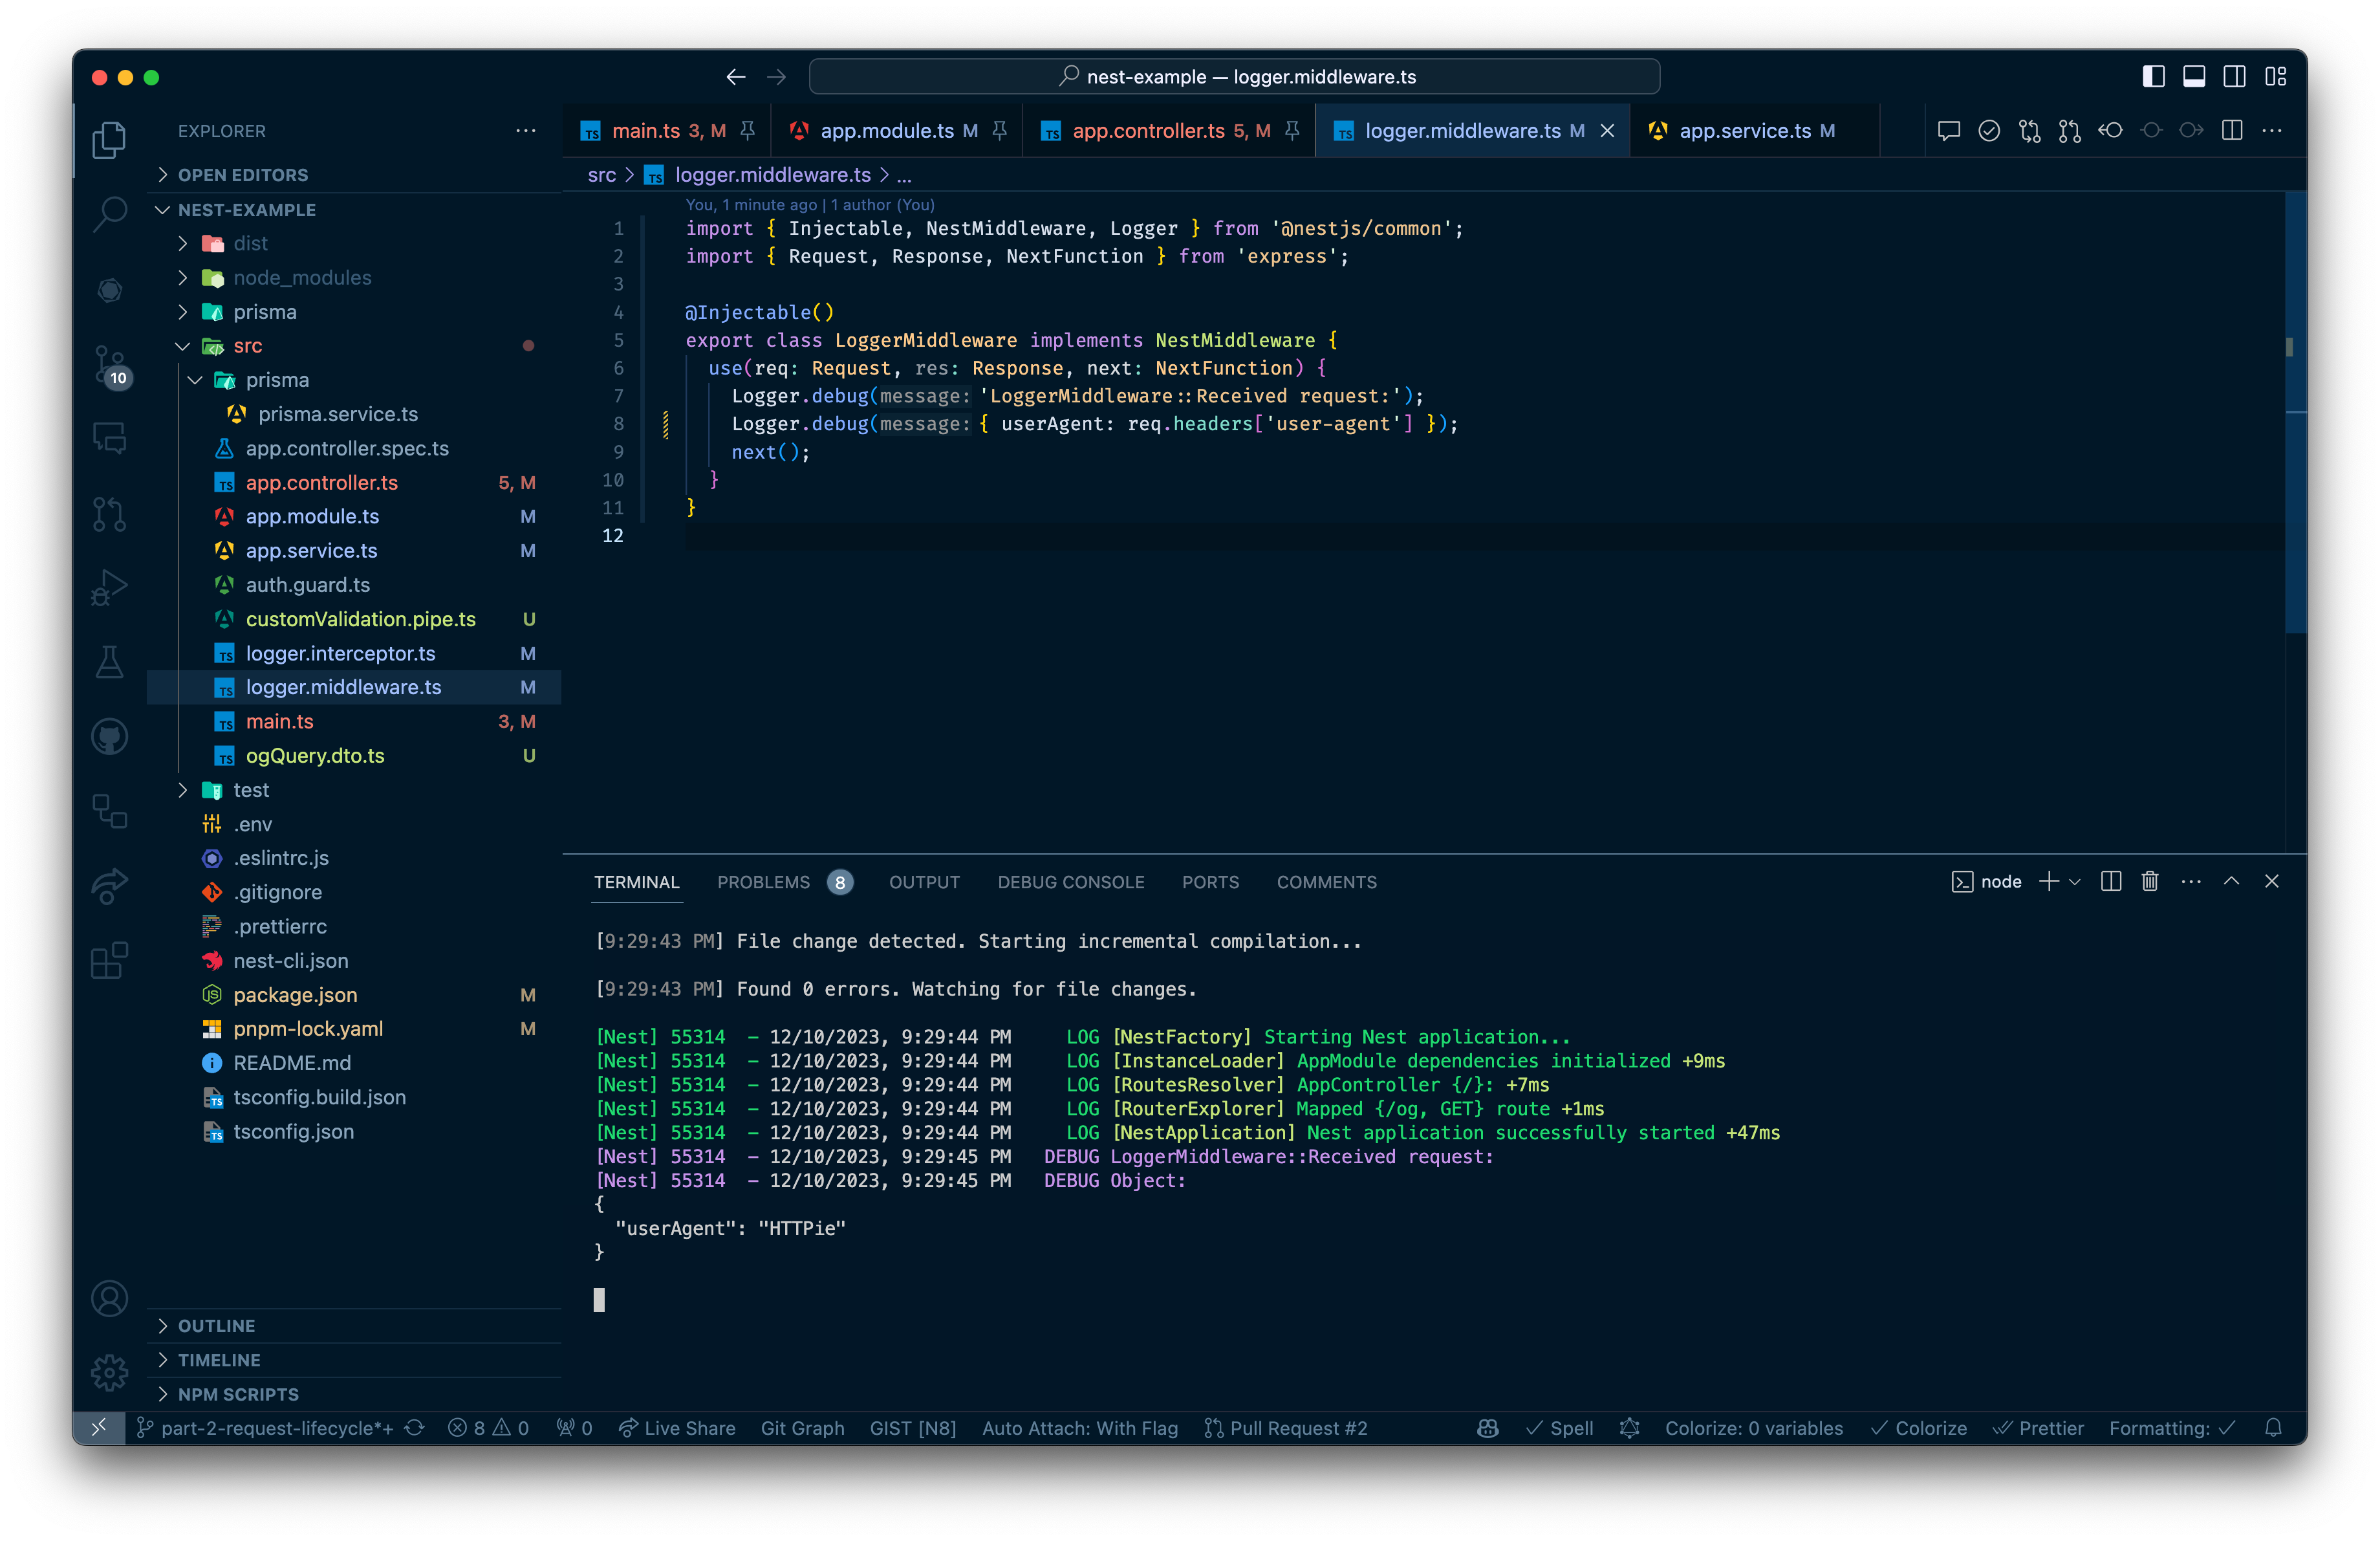 nest-example — logger.middleware.ts
EXPLORER
OPEN EDITORS
NEST-EXAMPLE
dist
node_modules
prisma
src
prisma
prisma.service.ts
app.controller.spec.ts
app.controller.ts 5, M
app.module.ts M
app.service.ts M
auth.guard.ts
customValidation.pipe.ts U
logger.interceptor.ts M
logger.middleware.ts M
main.ts 3, M
ogQuery.dto.ts U
test
.env
.eslintrc.js
.gitignore
.prettierrc
nest-cli.json
package.json M
pnpm-lock.yaml M
README.md
tsconfig.build.json
tsconfig.json
OUTLINE
TIMELINE
NPM SCRIPTS
10
TS main.ts 3, M app.module.ts M TS app.controller.ts 5, M TS logger.middleware.ts M app.service.ts M
src > TS logger.middleware.ts > ...
You, 1 minute ago | 1 author (You)
1 import { Injectable, NestMiddleware, Logger } from '@nestjs/common';
2 import { Request, Response, NextFunction } from 'express';
3
4 @Injectable()
5 export class LoggerMiddleware implements NestMiddleware {
6 use(req: Request, res: Response, next: NextFunction) {
7 Logger.debug(message: 'LoggerMiddleware::Received request:');
8 Logger.debug(message: { userAgent: req.headers['user-agent'] });
9 next();
10 }
11 }
12
TERMINAL PROBLEMS 8 OUTPUT DEBUG CONSOLE PORTS COMMENTS node
[9:29:43 PM] File change detected. Starting incremental compilation...
[9:29:43 PM] Found 0 errors. Watching for file changes.
[Nest] 55314 - 12/10/2023, 9:29:44 PM LOG [NestFactory] Starting Nest application...
[Nest] 55314 - 12/10/2023, 9:29:44 PM LOG [InstanceLoader] AppModule dependencies initialized +9ms
[Nest] 55314 - 12/10/2023, 9:29:44 PM LOG [RoutesResolver] AppController {/}: +7ms
[Nest] 55314 - 12/10/2023, 9:29:44 PM LOG [RouterExplorer] Mapped {/og, GET} route +1ms
[Nest] 55314 - 12/10/2023, 9:29:44 PM LOG [NestApplication] Nest application successfully started +47ms
[Nest] 55314 - 12/10/2023, 9:29:45 PM DEBUG LoggerMiddleware::Received request:
[Nest] 55314 - 12/10/2023, 9:29:45 PM DEBUG Object:
{
"userAgent": "HTTPie"
}
part-2-request-lifecycle*+ 8 0 0 Live Share Git Graph GIST [N8] Auto Attach: With Flag Pull Request #2 Spell Colorize: 0 variables Colorize Prettier Formatting: